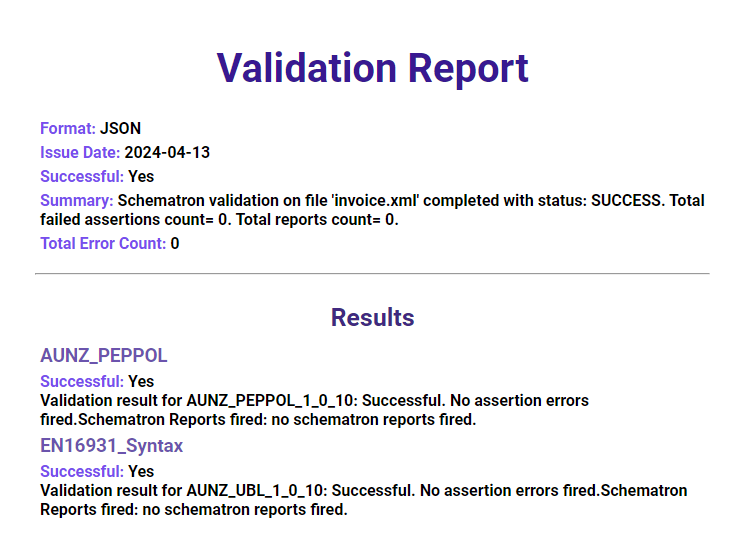 Validation Report
Format: JSON
Issue Date: 2024-04-13
Successful: Yes
Summary: Schematron validation on file 'invoice.xml' completed with status: SUCCESS. Total
failed assertions count= 0. Total reports count= 0.
Total Error Count: 0
Results
AUNZ_PEPPOL
Successful: Yes
Validation result for AUNZ_PEPPOL_1_0_10: Successful. No assertion errors
fired.Schematron Reports fired: no schematron reports fired.
EN16931_Syntax
Successful: Yes
Validation result for AUNZ_UBL_1_0_10: Successful. No assertion errors fired.Schematron
Reports fired: no schematron reports fired.